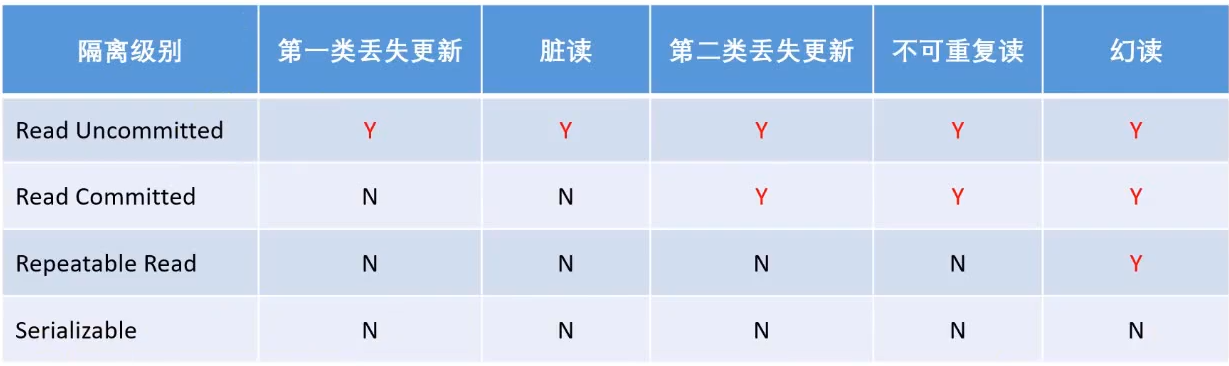 隔离级别 第一类丢失更新 脏读 第二类丢失更新 不可重复读 幻读
Read Uncommitted Y Y Y Y Y
Read Committed N N Y Y Y
Repeatable Read N N N N Y
Serializable N N N N N